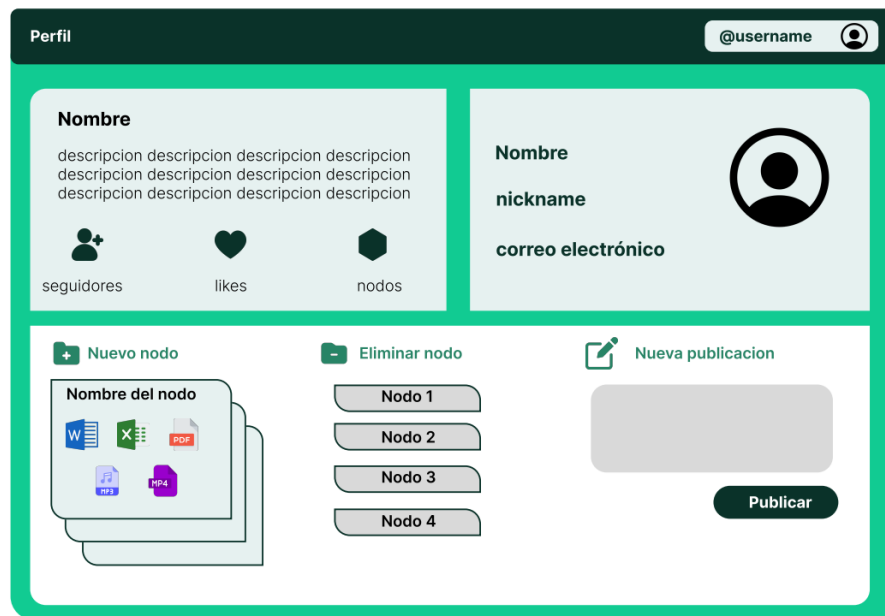 Perfil
@username
Nombre
descripcion descripcion descripcion descripcion
descripcion descripcion descripcion descripcion
descripcion descripcion descripcion descripcion
seguidores
likes
nodos
Nombre
nickname
correo electrónico
Nuevo nodo
Nombre del nodo
W
X
PDF
MP3
MP4
Eliminar nodo
Nodo 1
Nodo 2
Nodo 3
Nodo 4
Nueva publicacion
Publicar